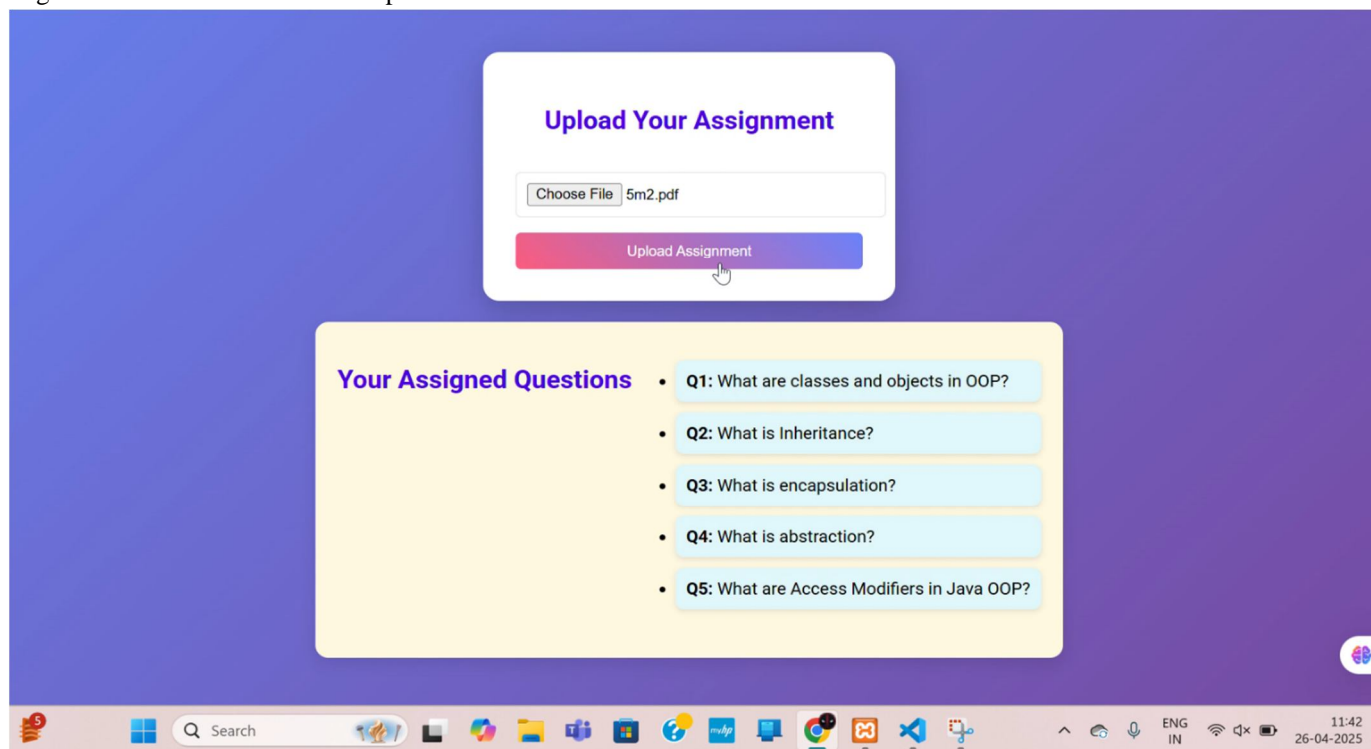 Upload Your Assignment
Choose File 5m2.pdf
Upload Assignment
Your Assigned Questions
• Q1: What are classes and objects in OOP?
• Q2: What is Inheritance?
• Q3: What is encapsulation?
• Q4: What is abstraction?
• Q5: What are Access Modifiers in Java OOP?
5
Search
myhp
ENG
IN
11:42
26-04-2025